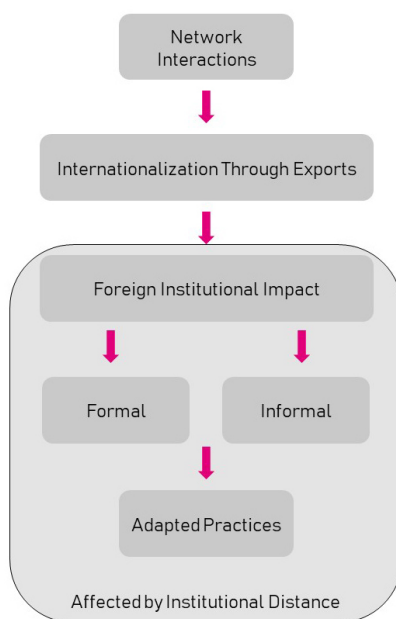 Network
Interactions
Internationalization Through Exports
Foreign Institutional Impact
Formal
Informal
Adapted Practices
Affected by Institutional Distance